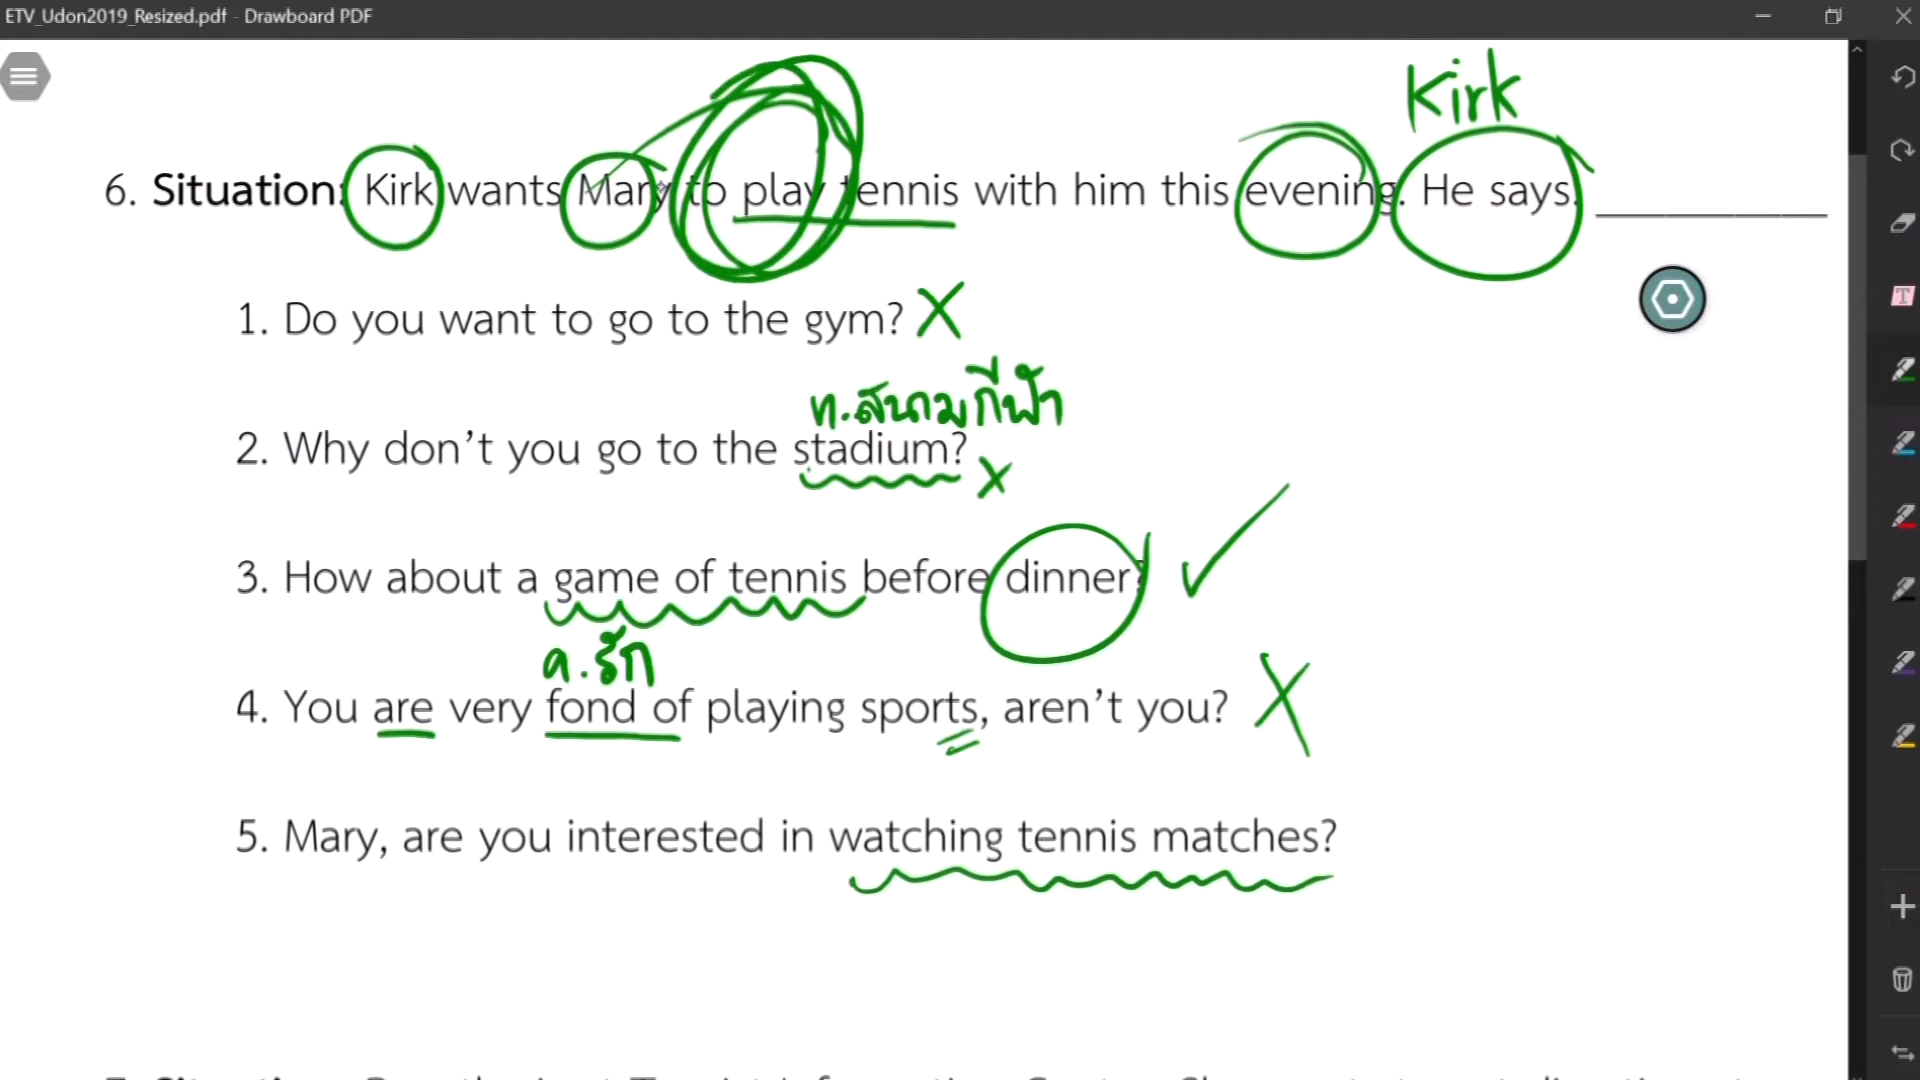 ETV_Udon2019_Resized.pdf - Drawboard PDF
Kirk
6. Situation: Kirk wants Mary to play tennis with him this evening. He says, __________
1. Do you want to go to the gym? X
ท.สนามกีฬา
2. Why don’t you go to the stadium? X
3. How about a game of tennis before dinner? ✓
ค.รัก
4. You are very fond of playing sports, aren’t you? X
5. Mary, are you interested in watching tennis matches?